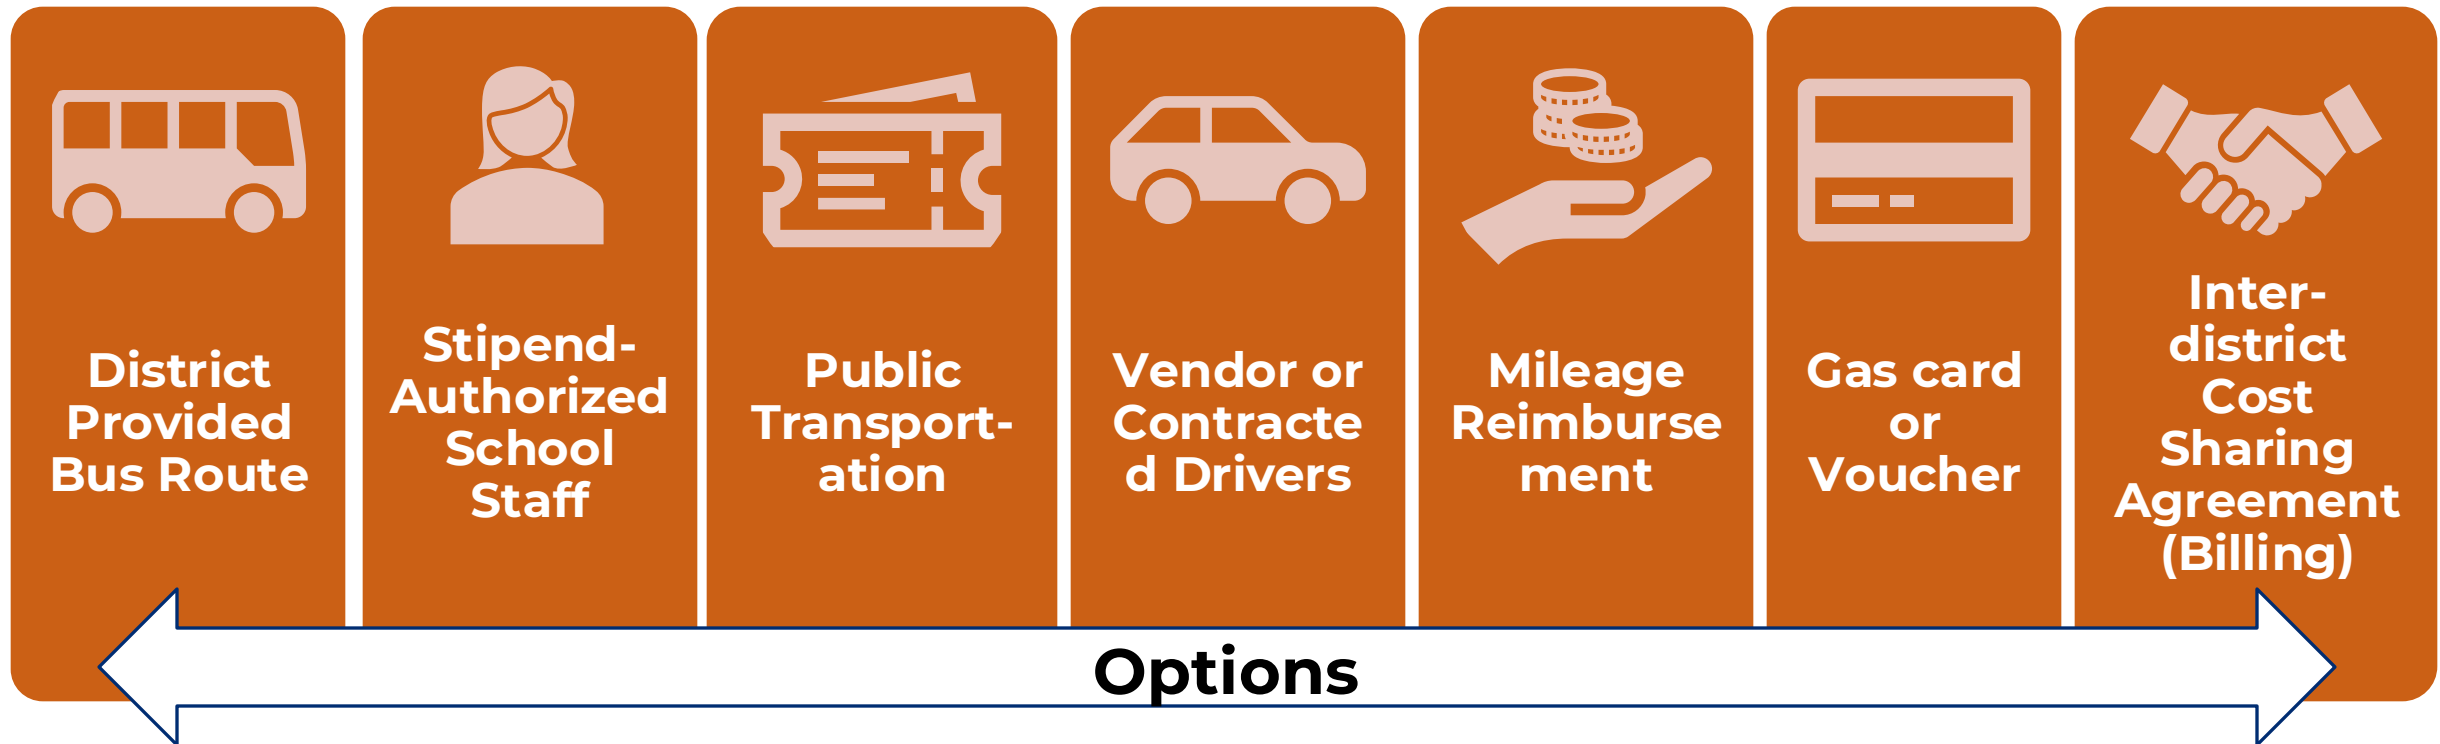 District
Provided
Bus Route
Stipend-
Authorized
School
Staff
Public
Transport-
ation
Vendor or
Contracte
d Drivers
Mileage
Reimburse
ment
Gas card
or
Voucher
Inter-
district
Cost
Sharing
Agreement
(Billing)
Options